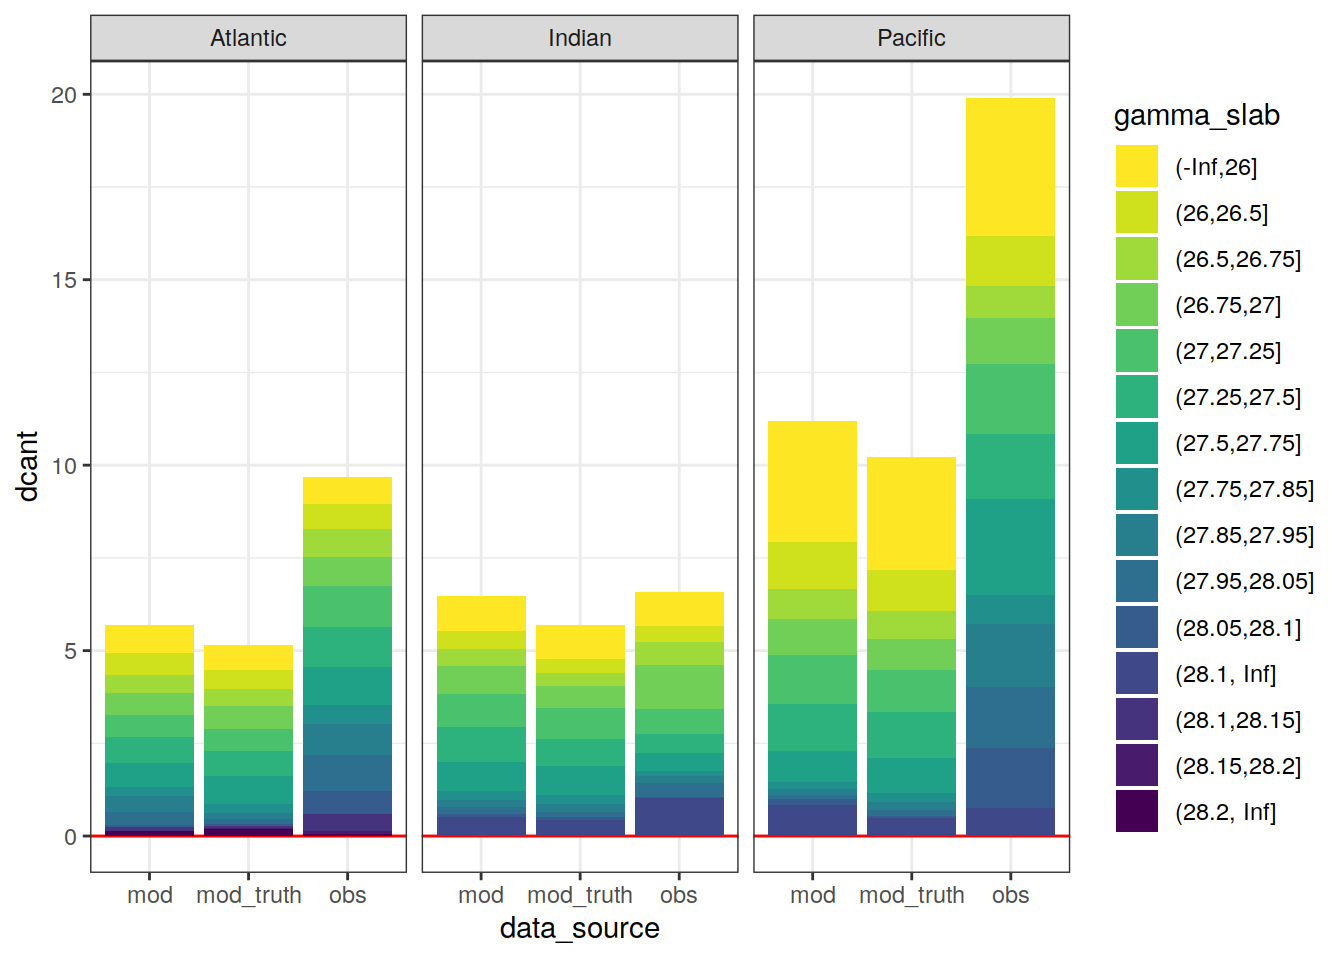 Atlantic
Indian
Pacific
20
15
10
5
0
dcant
mod
mod_truth
obs
mod
mod_truth
obs
mod
mod_truth
obs
data_source
gamma_slab
(-Inf,26]
(26,26.5]
(26.5,26.75]
(26.75,27]
(27,27.25]
(27.25,27.5]
(27.5,27.75]
(27.75,27.85]
(27.85,27.95]
(27.95,28.05]
(28.05,28.1]
(28.1, Inf]
(28.1,28.15]
(28.15,28.2]
(28.2, Inf]